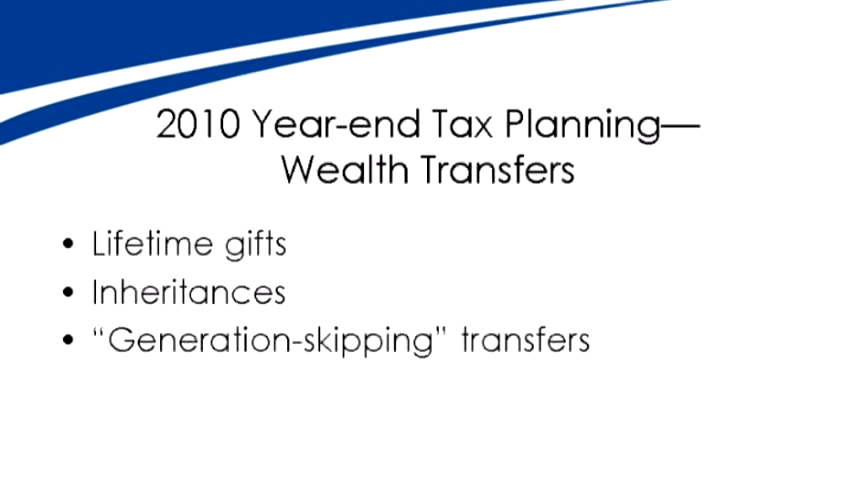 2010 Year-end Tax Planning—
Wealth Transfers
• Lifetime gifts
• Inheritances
• “Generation-skipping” transfers